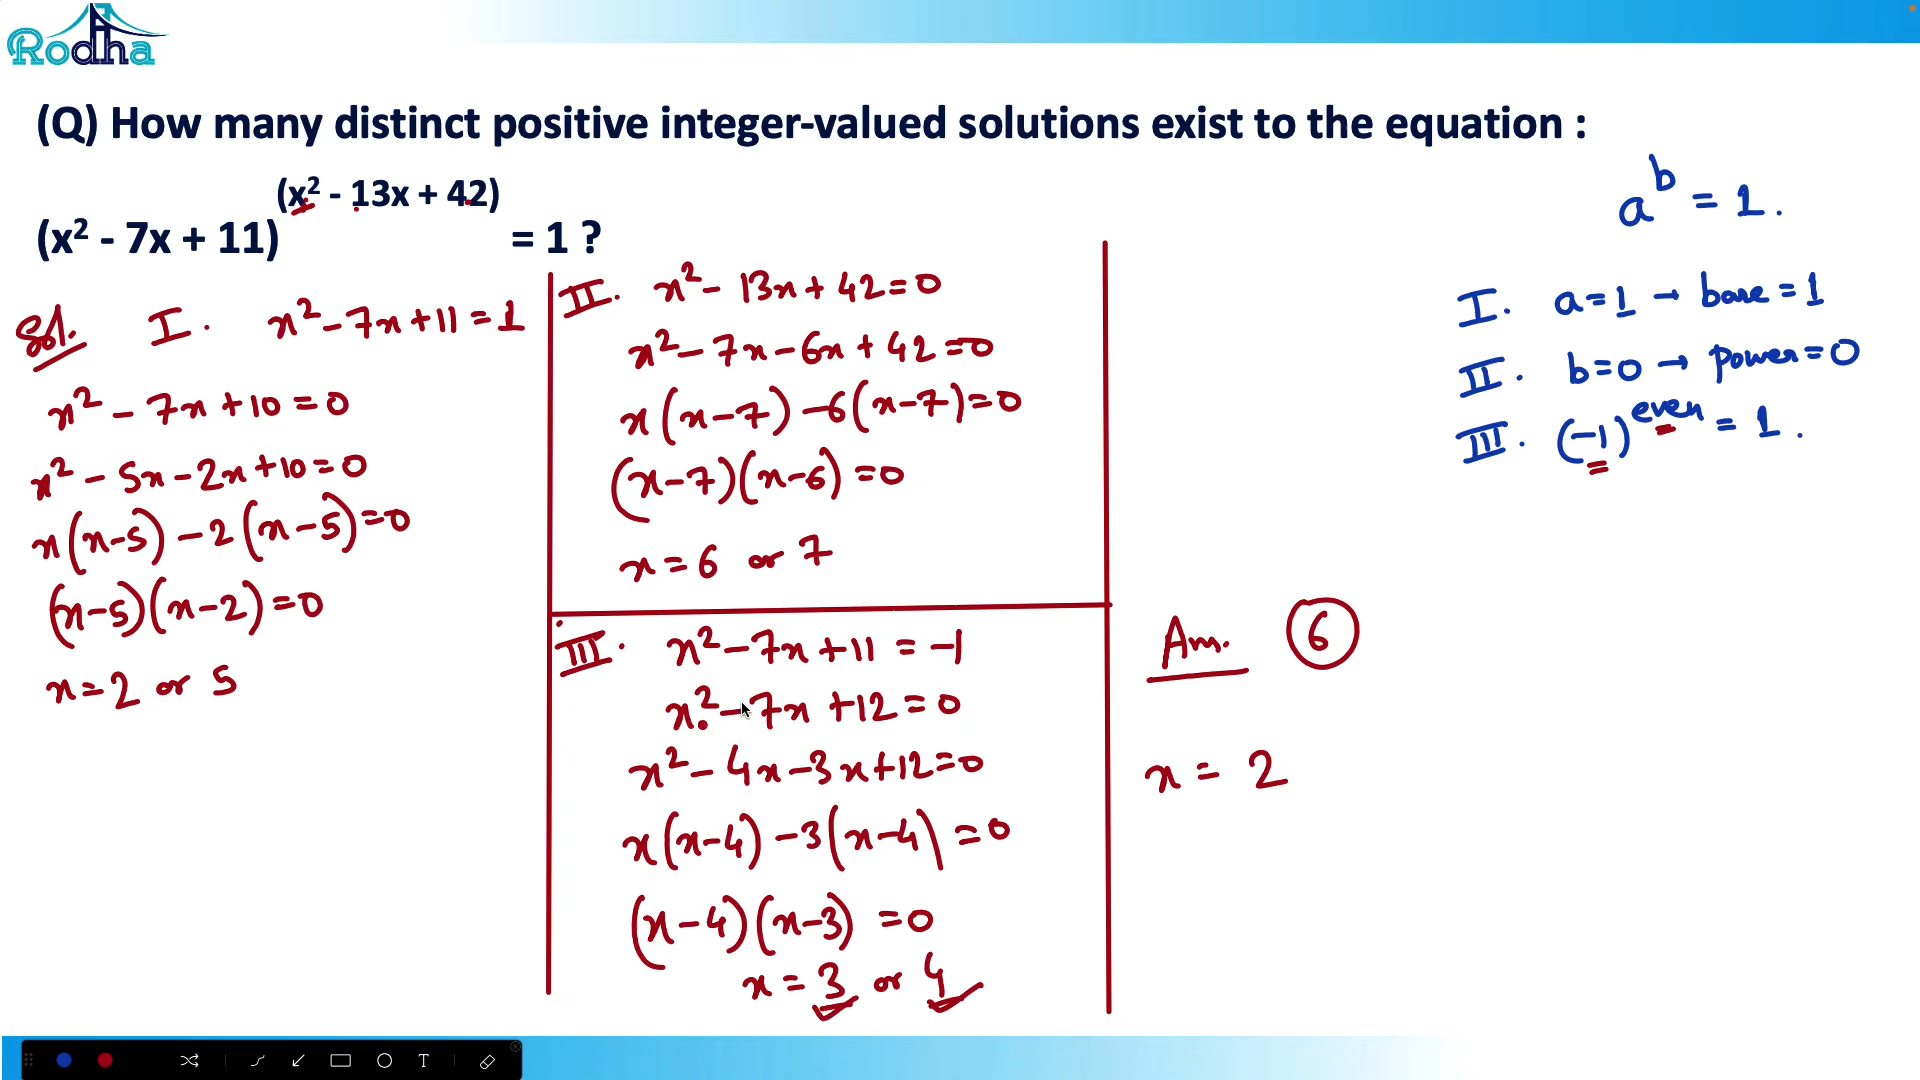 Rodha
(Q) How many distinct positive integer-valued solutions exist to the equation :
(x² - 7x + 11)^(x² - 13x + 42) = 1 ?
a^b = 1.
I. a=1 → base = 1
II. b=0 → power=0
III. (-1)^even = 1.
Sol. I. x² - 7x + 11 = 1
x² - 7x + 10 = 0
x² - 5x - 2x + 10 = 0
x(x-5) - 2(x-5) = 0
(x-5)(x-2) = 0
x = 2 or 5
II. x² - 13x + 42 = 0
x² - 7x - 6x + 42 = 0
x(x-7) - 6(x-7) = 0
(x-7)(x-6) = 0
x = 6 or 7
III. x² - 7x + 11 = -1
x² - 7x + 12 = 0
x² - 4x - 3x + 12 = 0
x(x-4) - 3(x-4) = 0
(x-4)(x-3) = 0
x = 3 or 4
Ans. 6
x = 2
T